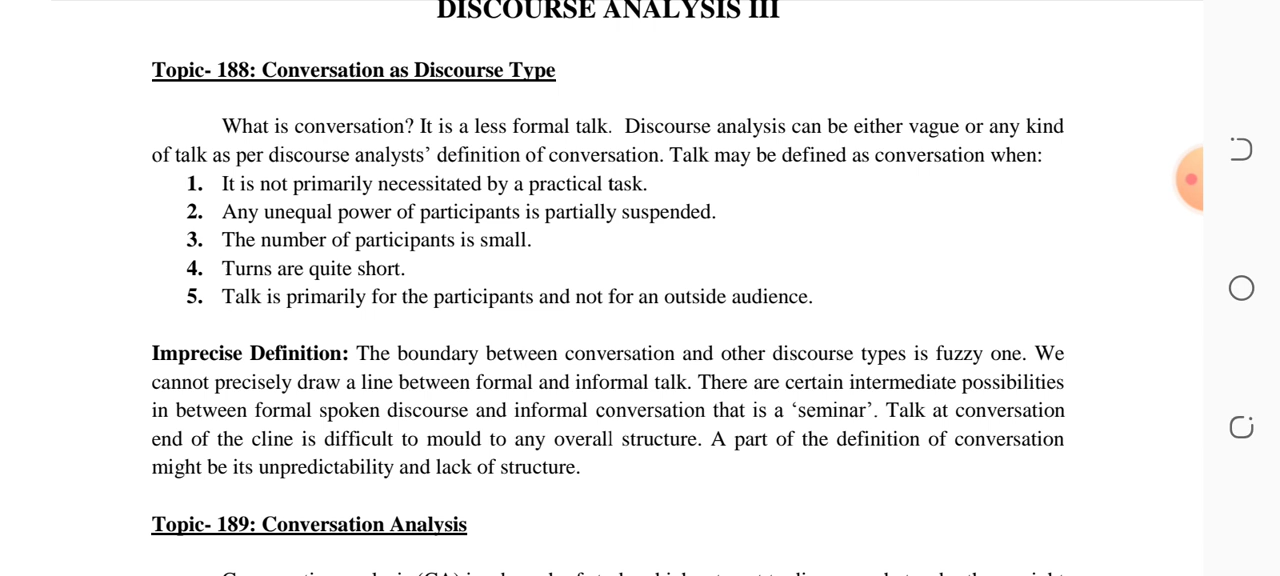 DISCOURSE ANALYSIS III
Topic- 188: Conversation as Discourse Type
What is conversation? It is a less formal talk.  Discourse analysis can be either vague or any kind
of talk as per discourse analysts’ definition of conversation. Talk may be defined as conversation when:
1. It is not primarily necessitated by a practical task.
2. Any unequal power of participants is partially suspended.
3. The number of participants is small.
4. Turns are quite short.
5. Talk is primarily for the participants and not for an outside audience.
Imprecise Definition: The boundary between conversation and other discourse types is fuzzy one. We
cannot precisely draw a line between formal and informal talk. There are certain intermediate possibilities
in between formal spoken discourse and informal conversation that is a ‘seminar’. Talk at conversation
end of the cline is difficult to mould to any overall structure. A part of the definition of conversation
might be its unpredictability and lack of structure.
Topic- 189: Conversation Analysis